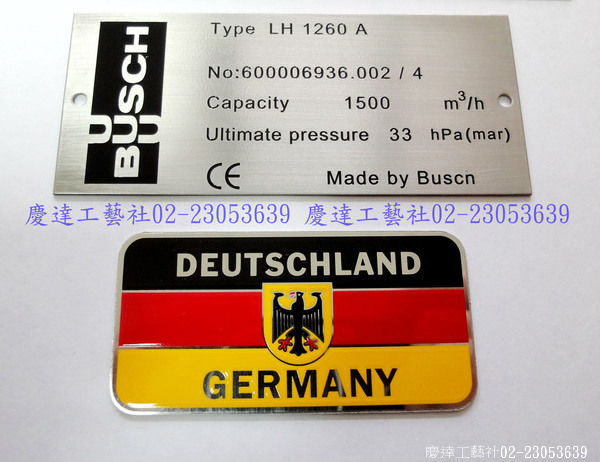 BUSCH
Type LH 1260 A
No:600006936.002 / 4
Capacity 1500 m³/h
Ultimate pressure 33 hPa(mar)
CE Made by Buscn
慶達工藝社02-23053639 慶達工藝社02-23053639
DEUTSCHLAND
GERMANY
慶達工藝社02-23053639